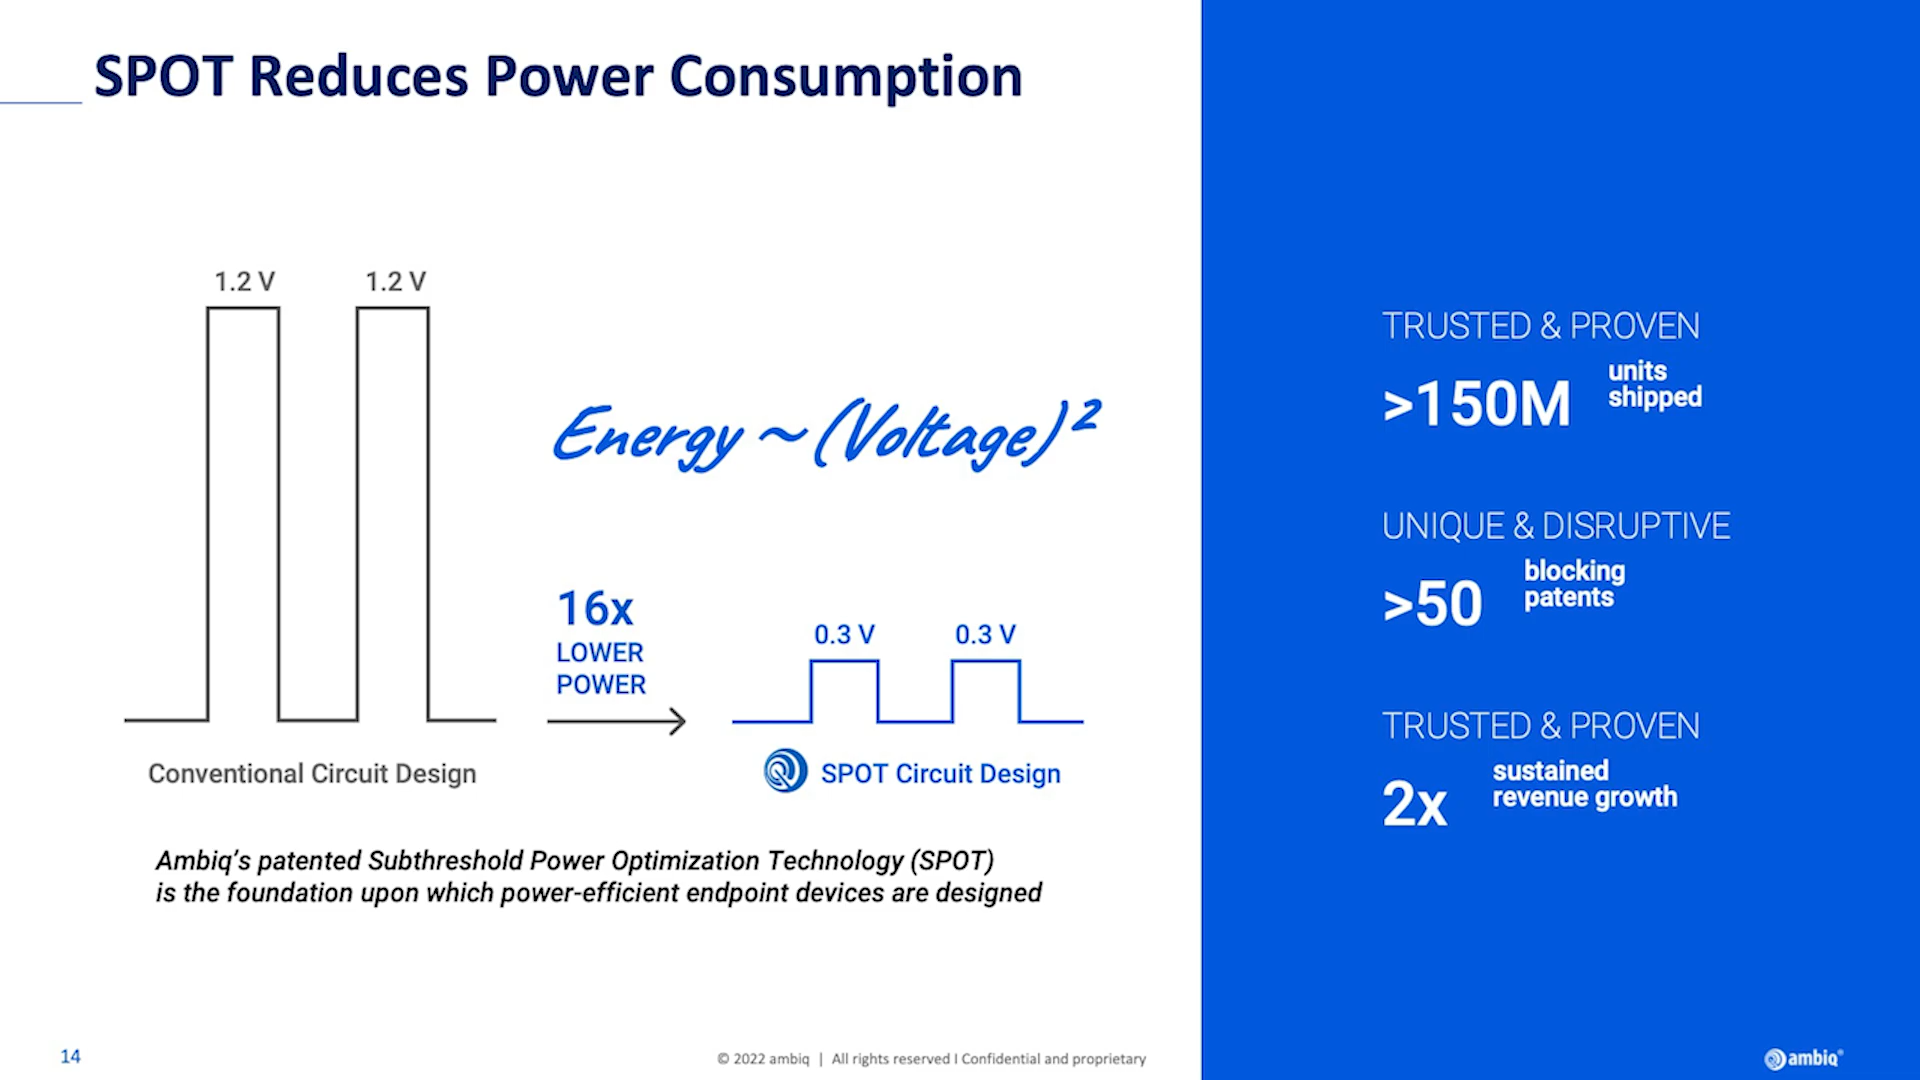 SPOT Reduces Power Consumption
1.2 V
1.2 V
Energy ~ (Voltage)²
16x
LOWER
POWER
0.3 V
0.3 V
Conventional Circuit Design
SPOT Circuit Design
Ambiq's patented Subthreshold Power Optimization Technology (SPOT)
is the foundation upon which power-efficient endpoint devices are designed
TRUSTED & PROVEN
>150M
units
shipped
UNIQUE & DISRUPTIVE
>50
blocking
patents
TRUSTED & PROVEN
2x
sustained
revenue growth
14
© 2022 ambiq | All rights reserved I Confidential and proprietary
ambiq®